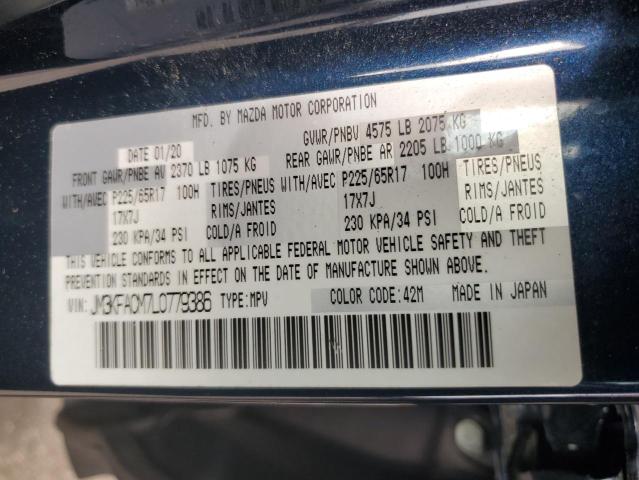 MFD. BY MAZDA MOTOR CORPORATION
DATE 01/20 GVWR/PNBV 4575 LB 2075 KG
FRONT GAWR/PNBE AV 2370 LB 1075 KG REAR GAWR/PNBE AR 2205 LB 1000 KG
WITH/AVEC P225/65R17 100H TIRES/PNEUS WITH/AVEC P225/65R17 100H TIRES/PNEUS
17X7J RIMS/JANTES 17X7J RIMS/JANTES
230 KPA/34 PSI COLD/A FROID 230 KPA/34 PSI COLD/A FROID
THIS VEHICLE CONFORMS TO ALL APPLICABLE FEDERAL MOTOR VEHICLE SAFETY AND THEFT
PREVENTION STANDARDS IN EFFECT ON THE DATE OF MANUFACTURE SHOWN ABOVE.
VIN: JM3KFACM7L0779386 TYPE: MPV COLOR CODE: 42M MADE IN JAPAN